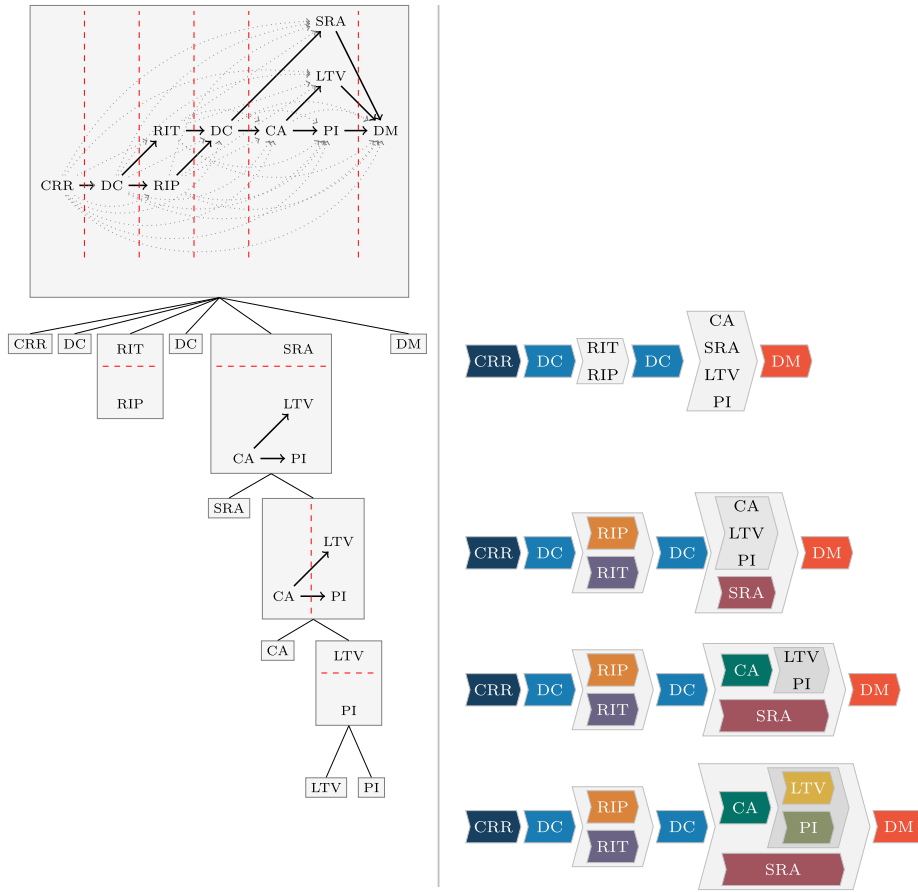 SRA
LTV
RIT DC CA PI DM
CRR DC RIP
CRR DC RIT DC SRA DM
RIP LTV
CA PI
SRA
LTV
CA PI
CA LTV
PI
LTV PI
CA
RIT SRA
CRR DC DC DM
RIP LTV
PI
CA
RIP LTV
CRR DC DC DM
RIT PI
SRA
LTV
RIP CA
PI
CRR DC DC DM
RIT SRA
LTV
RIP CA
CRR DC DC DM
RIT PI
SRA